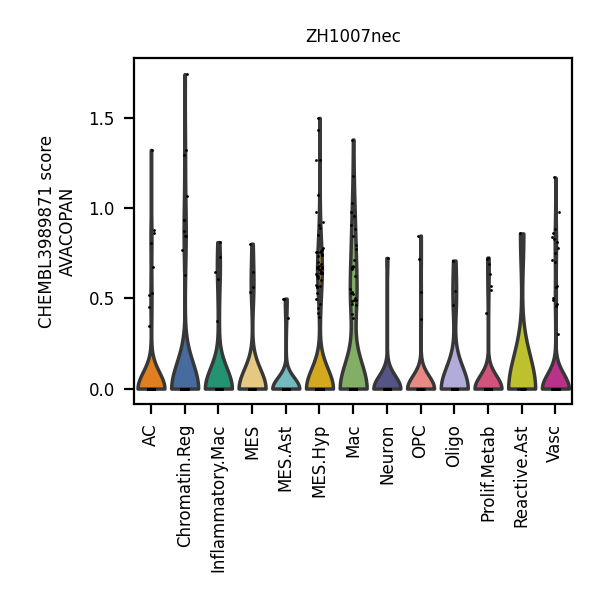 ZH1007nec
CHEMBL3989871 score
AVACOPAN
1.5
1.0
0.5
0.0
AC
Chromatin.Reg
Inflammatory.Mac
MES
MES.Ast
MES.Hyp
Mac
Neuron
OPC
Oligo
Prolif.Metab
Reactive.Ast
Vasc